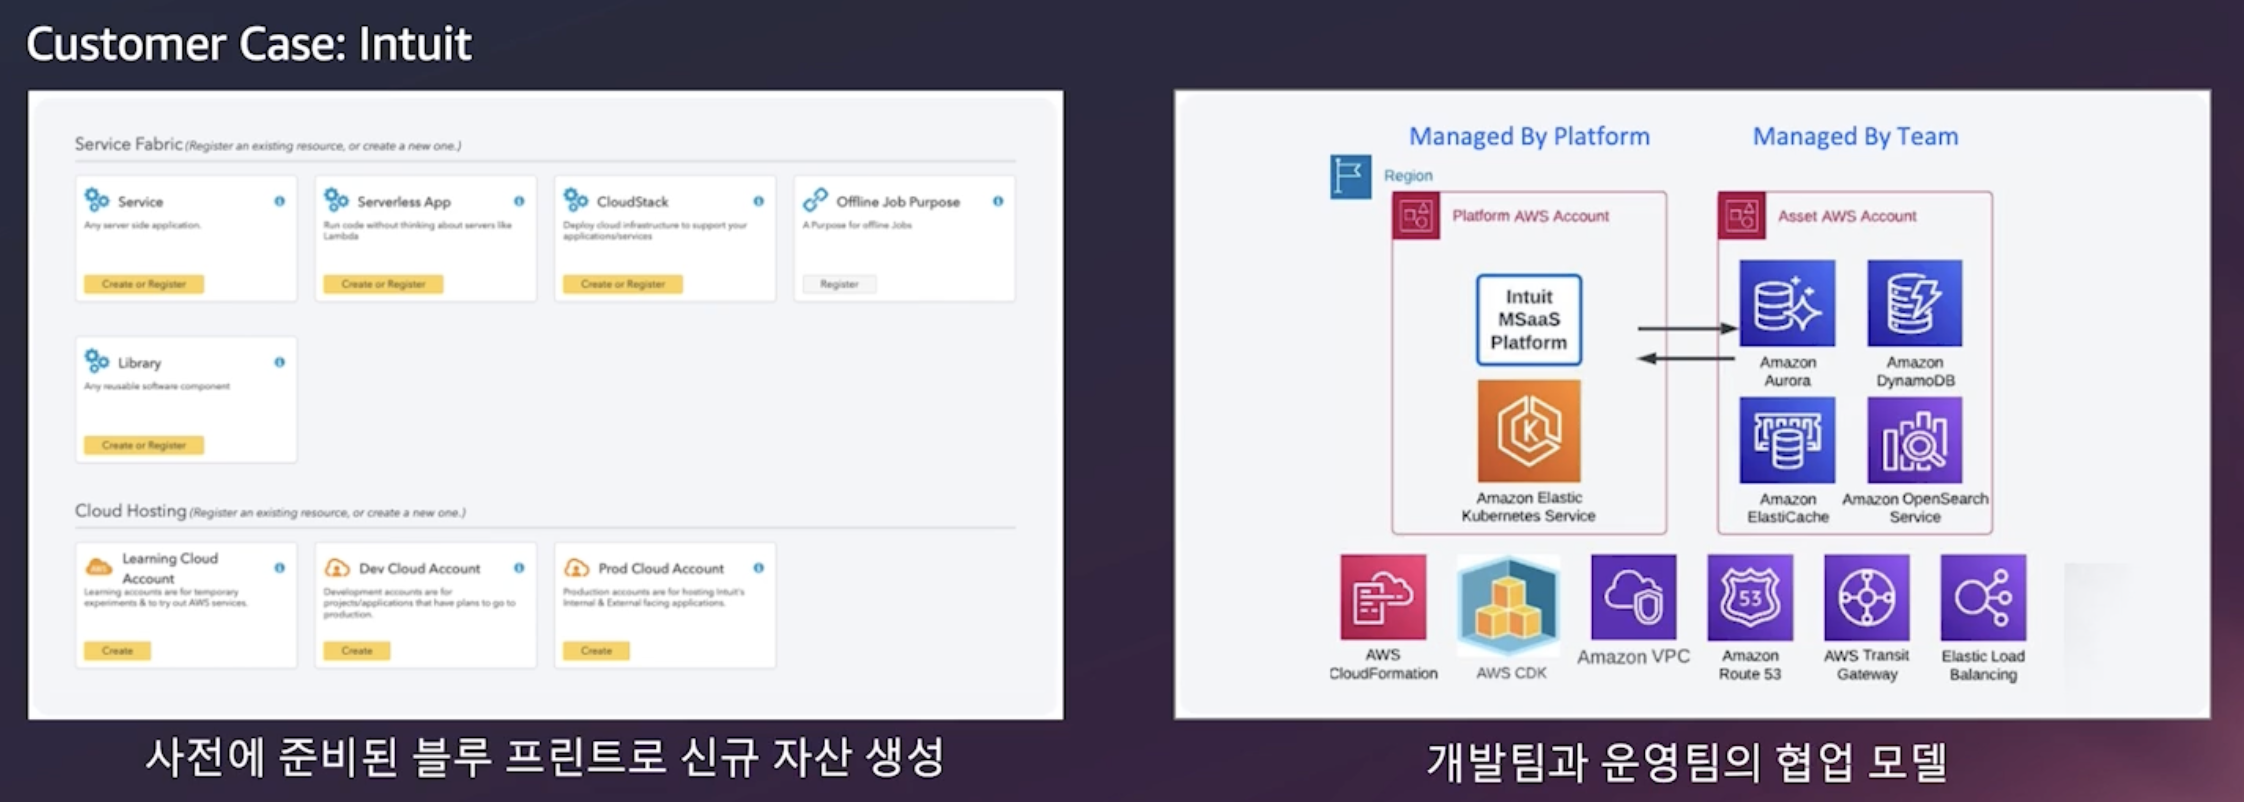 Customer Case: Intuit
Service Fabric (Register an existing resource, or create a new one.)
Service
Any server side application.
Create or Register
Serverless App
Run code without thinking about servers like
Lambda
Create or Register
CloudStack
Deploy cloud infrastructure to support your
applications/services
Create or Register
Offline Job Purpose
A Purpose for offline Jobs
Register
Library
Any reusable software component
Create or Register
Cloud Hosting (Register an existing resource, or create a new one.)
AWS
Learning Cloud
Account
Learning accounts are for temporary
experiments & to try out AWS services.
Create
Dev Cloud Account
Development accounts are for
projects/applications that have plans to go to
production.
Create
Prod Cloud Account
Production accounts are for hosting Intuit's
Internal & External facing applications.
Create
사전에 준비된 블루 프린트로 신규 자산 생성
Managed By Platform
Managed By Team
Region
Platform AWS Account
Asset AWS Account
Intuit
MSaaS
Platform
K
Amazon Elastic
Kubernetes Service
Amazon
Aurora
Amazon
DynamoDB
Amazon
ElastiCache
Amazon OpenSearch
Service
AWS
CloudFormation
AWS CDK
Amazon VPC
53
Amazon
Route 53
AWS Transit
Gateway
Elastic Load
Balancing
개발팀과 운영팀의 협업 모델